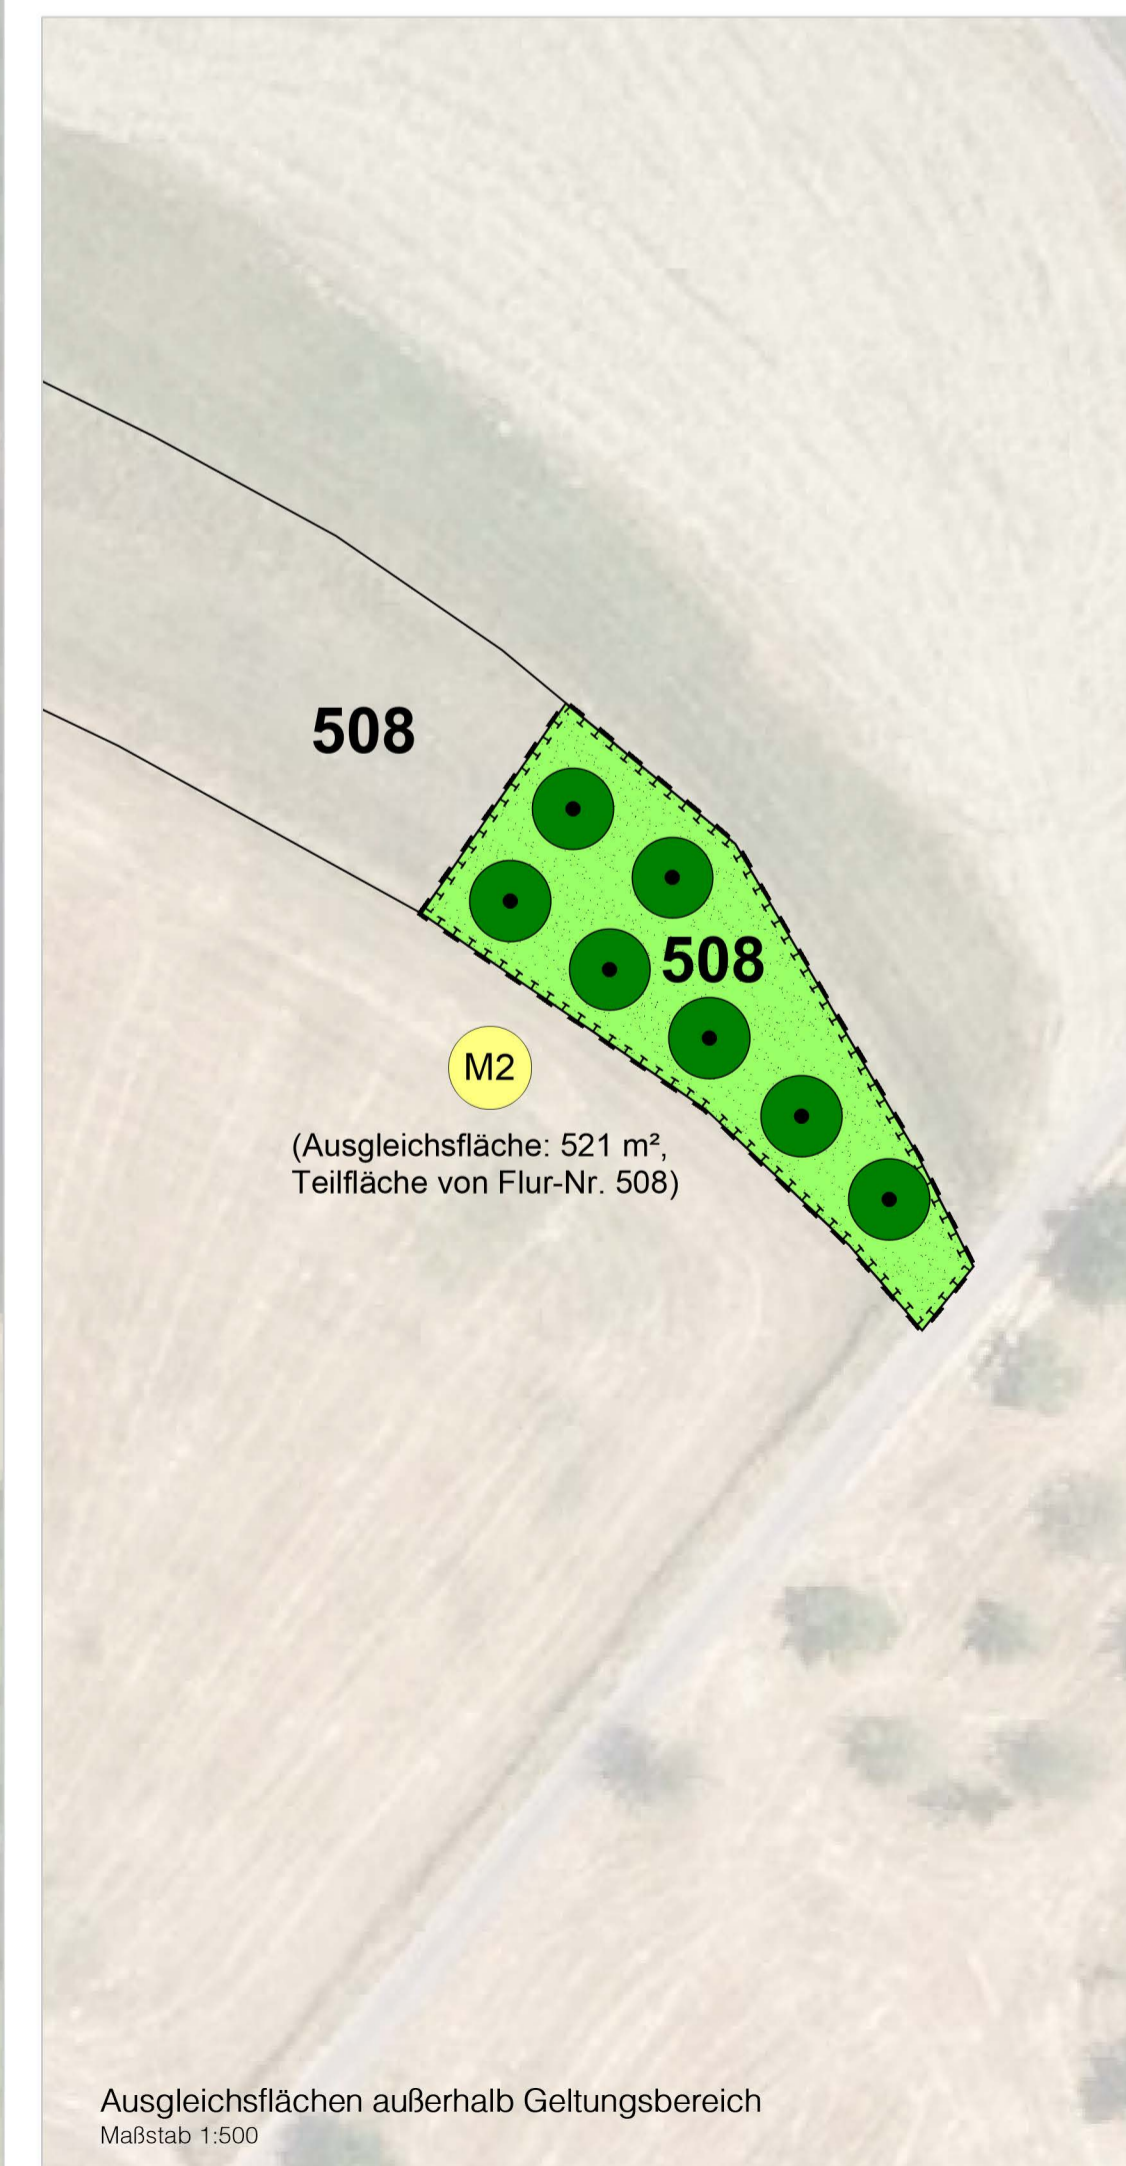 508
508
M2
(Ausgleichsfläche: 521 m²,
Teilfläche von Flur-Nr. 508)
Ausgleichsflächen außerhalb Geltungsbereich
Maßstab 1:500